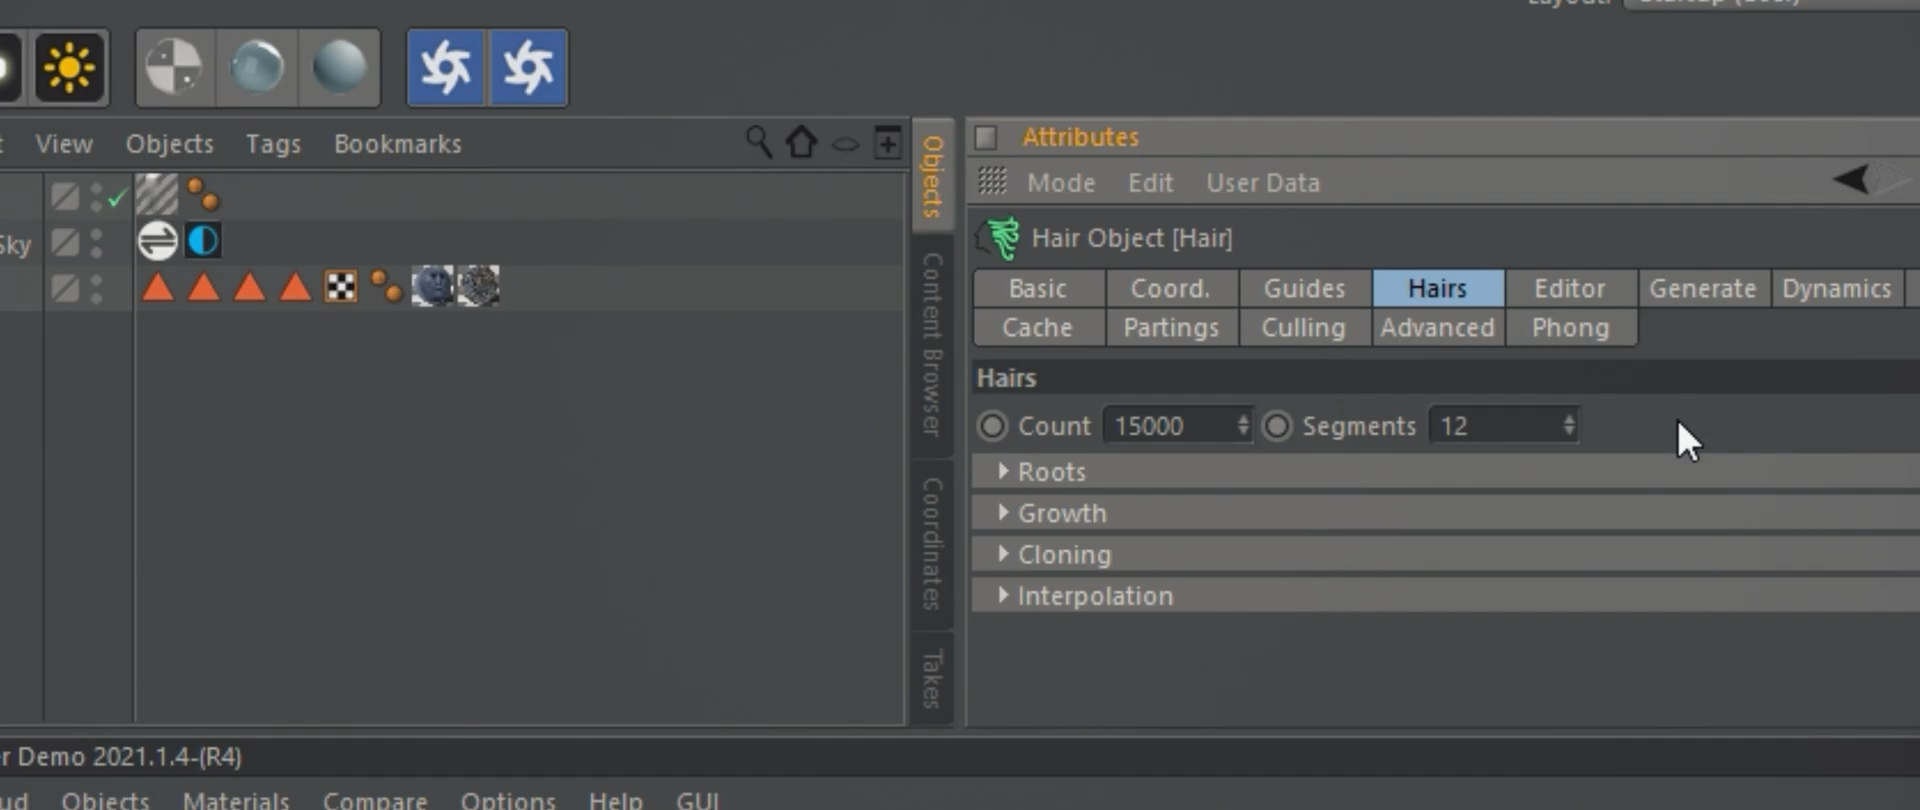 View Objects Tags Bookmarks
Sky
Objects
Content Browser
Coordinates
Takes
Attributes
Mode Edit User Data
Hair Object [Hair]
Basic Coord. Guides Hairs Editor Generate Dynamics
Cache Partings Culling Advanced Phong
Hairs
Count 15000 Segments 12
Roots
Growth
Cloning
Interpolation
r Demo 2021.1.4-(R4)
ud Objects Materials Compare Options Help GUI